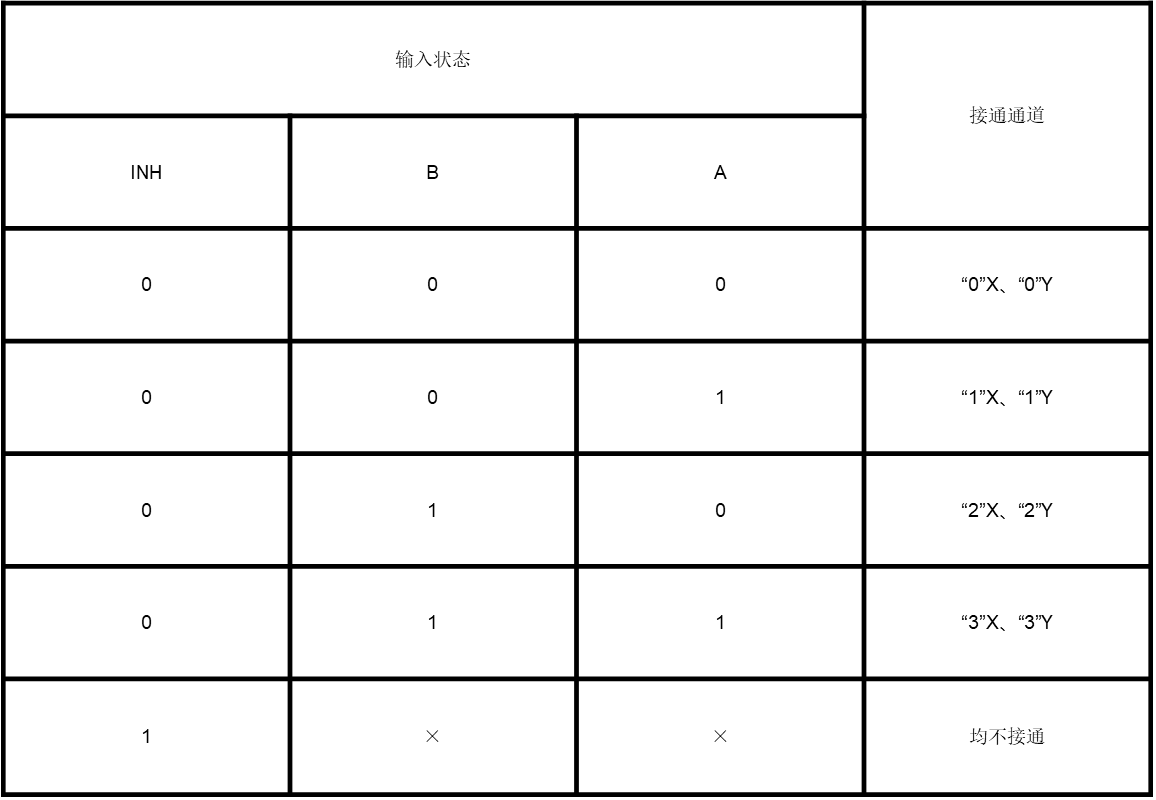 输入状态
接通通道
INH B A
0 0 0 “0”X、“0”Y
0 0 1 “1”X、“1”Y
0 1 0 “2”X、“2”Y
0 1 1 “3”X、“3”Y
1 × × 均不接通